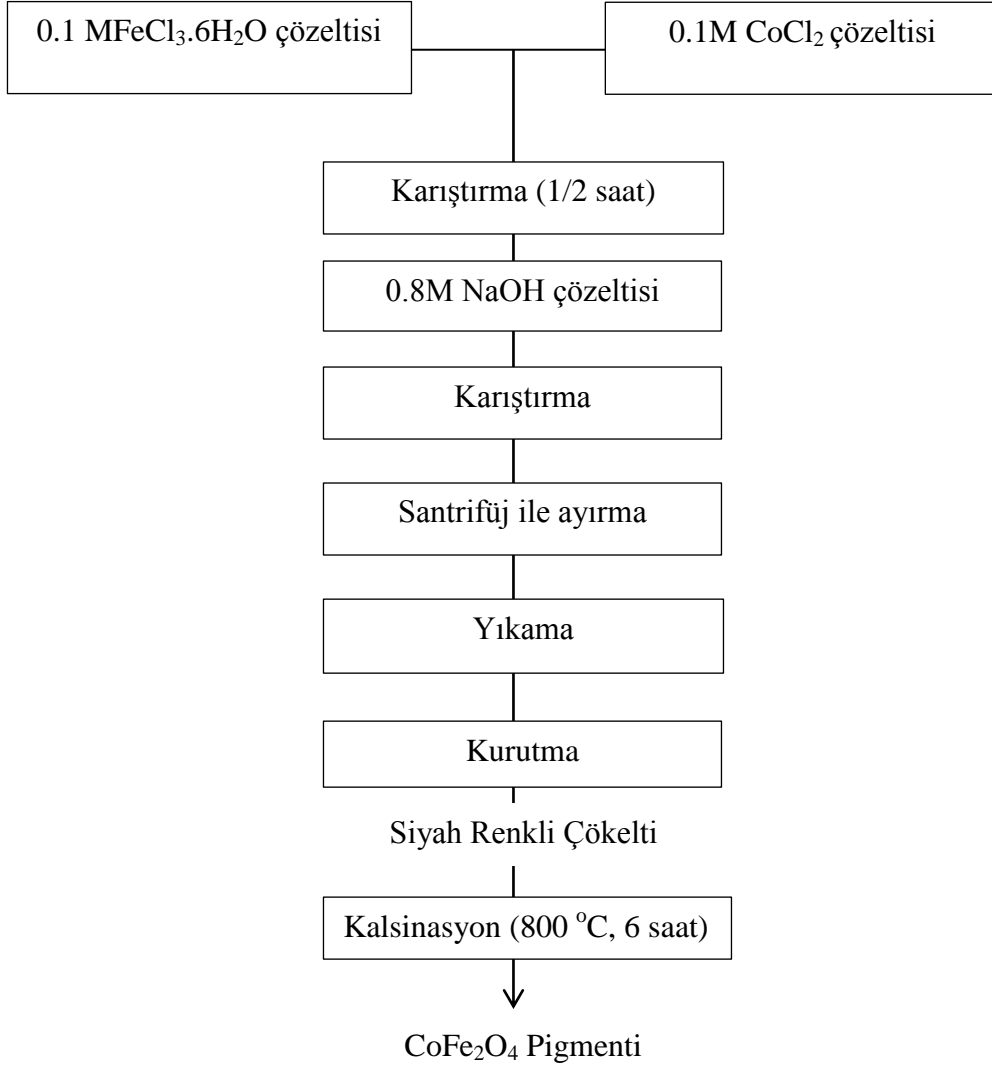 0.1 MFeCl₃.6H₂O çözeltisi
0.1M CoCl₂ çözeltisi
Karıştırma (1/2 saat)
0.8M NaOH çözeltisi
Karıştırma
Santrifüj ile ayırma
Yıkama
Kurutma
Siyah Renkli Çökelti
Kalsinasyon (800 ᵒC, 6 saat)
CoFe₂O₄ Pigmenti